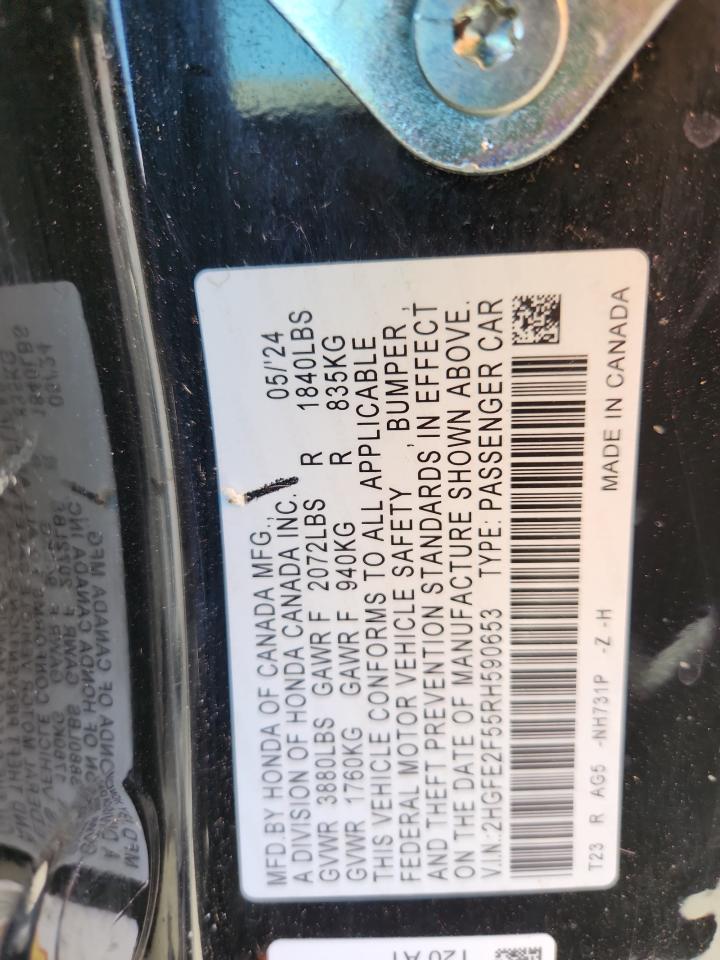 MFD.BY HONDA OF CANADA MFG., 05/'24
A DIVISION OF HONDA CANADA INC.
GVWR 3880LBS GAWR F 2072LBS R 1840LBS
GVWR 1760KG GAWR F 940KG R 835KG
THIS VEHICLE CONFORMS TO ALL APPLICABLE
FEDERAL MOTOR VEHICLE SAFETY , BUMPER ,
AND THEFT PREVENTION STANDARDS IN EFFECT
ON THE DATE OF MANUFACTURE SHOWN ABOVE.
V.I.N.:2HGFE2F55RH590653 TYPE: PASSENGER CAR
T23 R AG5 -NH731P -Z -H MADE IN CANADA